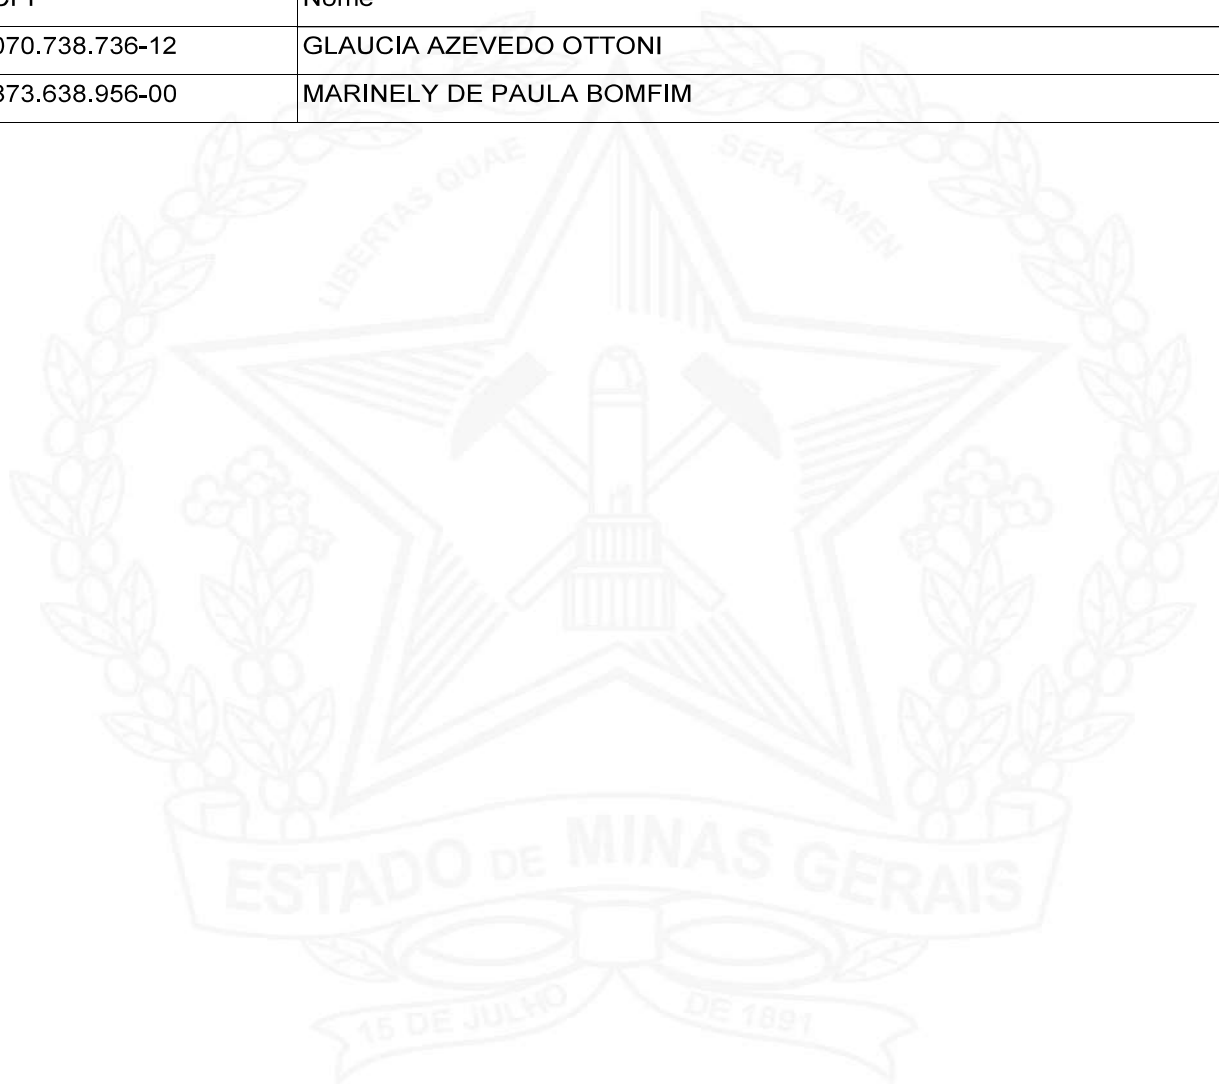 CPF Nome
070.738.736-12 GLAUCIA AZEVEDO OTTONI
873.638.956-00 MARINELY DE PAULA BOMFIM
LIBERTAS QUAE SERA TAMEN
ESTADO DE MINAS GERAIS
15 DE JULHO DE 1891